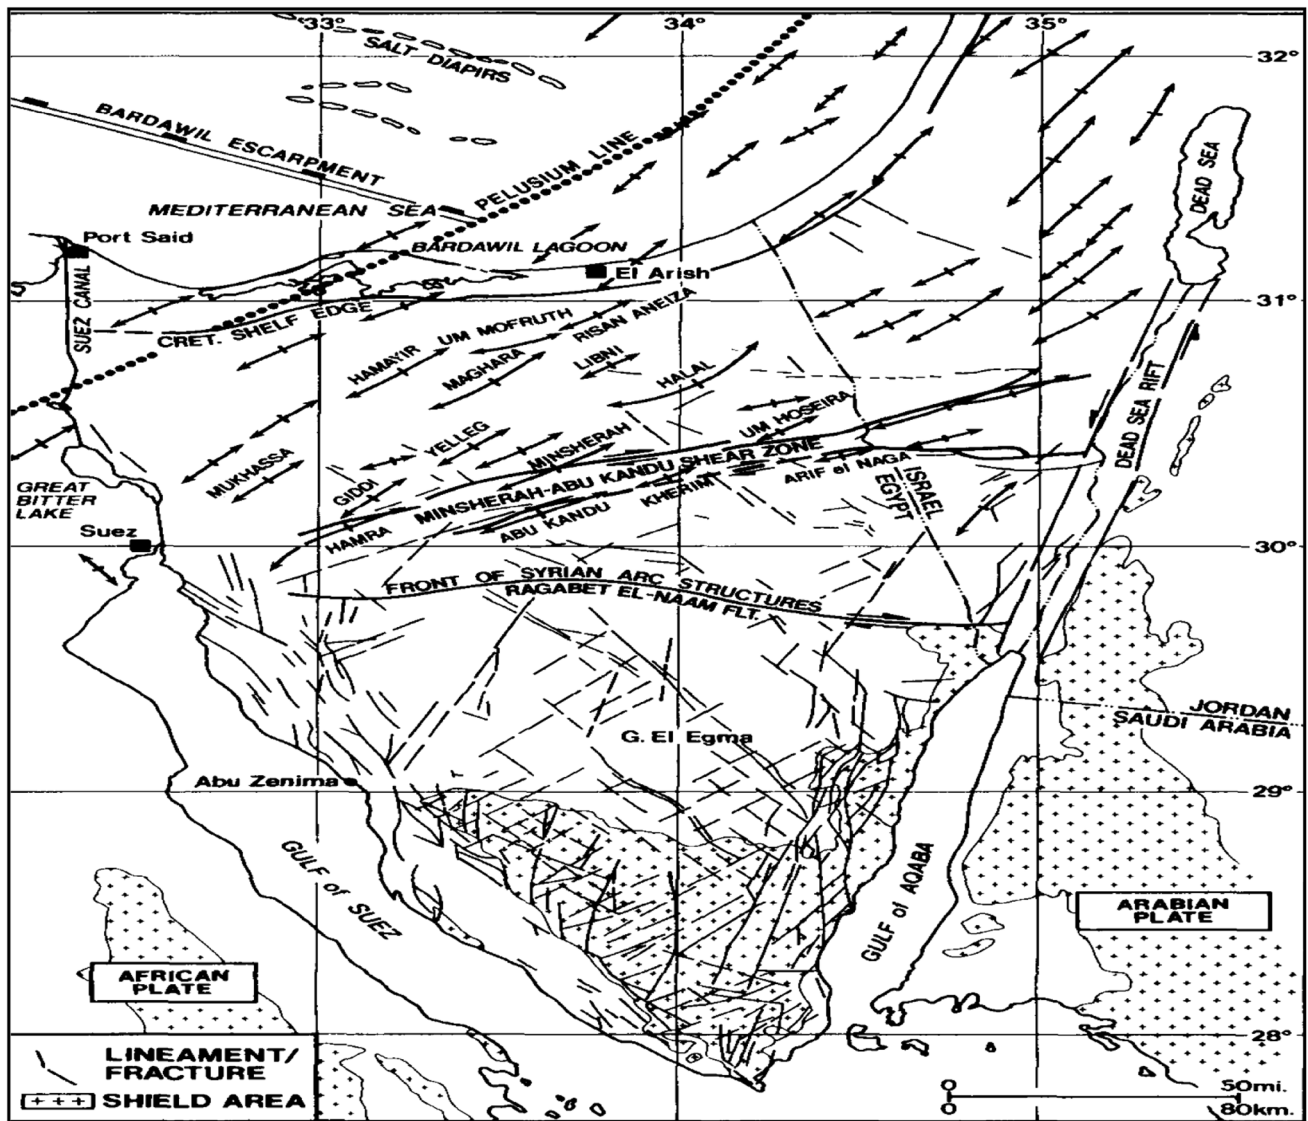 33°
34°
35°
32°
SALT DIAPIRS
BARDAWIL ESCARPMENT
PELUSIUM LINE
DEAD SEA
MEDITERRANEAN SEA
Port Said
BARDAWIL LAGOON
El Arish
SUEZ CANAL
31°
CRET. SHELF EDGE
UM MOFRUTH
RISAN ANEIZA
HAMAYIR
MAGHARA
LIBNI
HALAL
DEAD SEA RIFT
UM HOSEIRA
YELLEG
MINSHERAH
MUKHASSA
GIDDI
MINSHERAH-ABU KANDU SHEAR ZONE
ARIF el NAGA
KHERIM
ABU KANDU
HAMRA
ISRAEL
EGYPT
GREAT
BITTER
LAKE
Suez
30°
FRONT OF SYRIAN ARC STRUCTURES
RAGABET EL-NAAM FLT.
JORDAN
SAUDI ARABIA
G. El Egma
Abu Zenima
29°
GULF of SUEZ
GULF of AQABA
ARABIAN
PLATE
AFRICAN
PLATE
28°
LINEAMENT/
FRACTURE
SHIELD AREA
0 50mi.
0 80km.